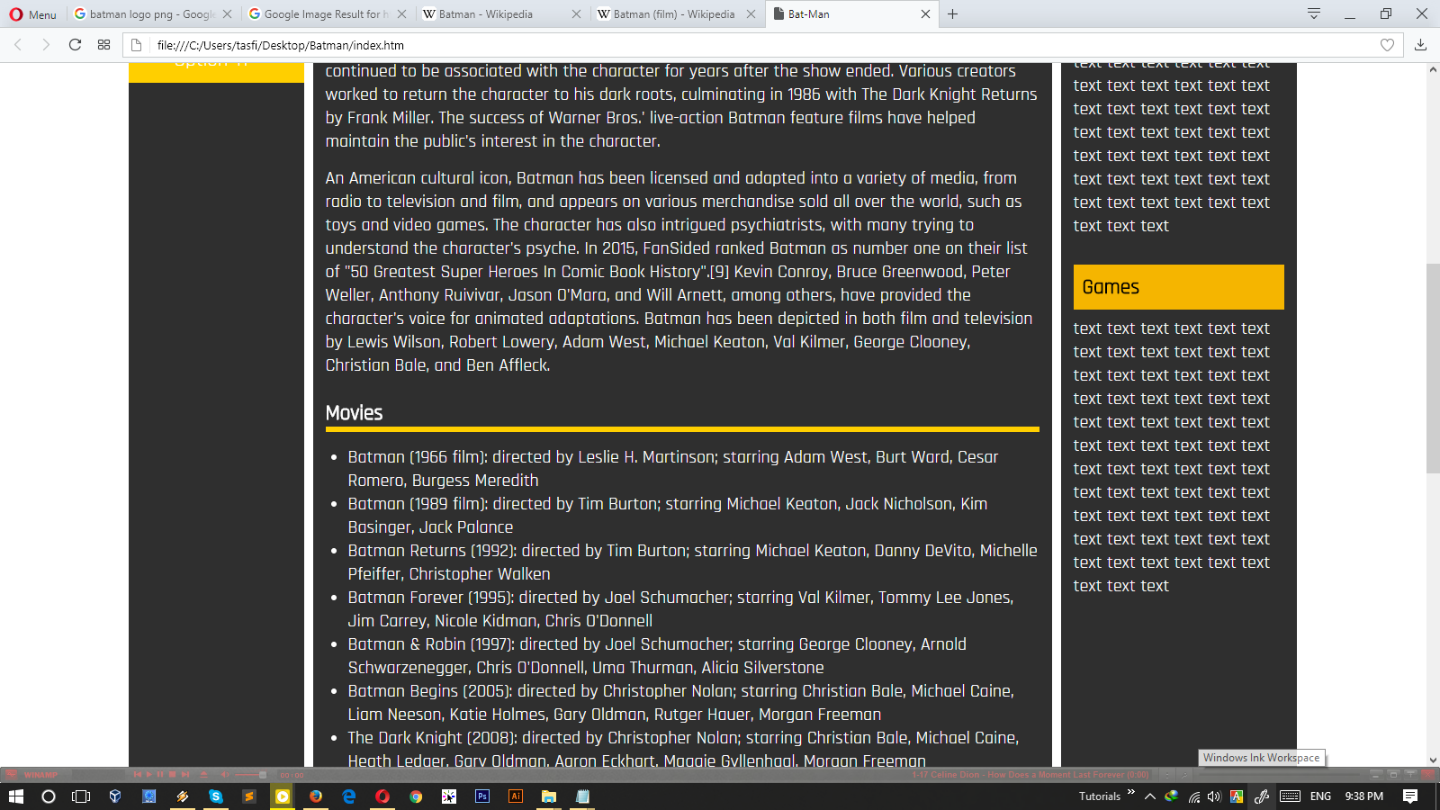 Menu
batman logo png - Google
Google Image Result for h
Batman - Wikipedia
Batman (film) - Wikipedia
Bat-Man
file:///C:/Users/tasfi/Desktop/Batman/index.htm
continued to be associated with the character for years after the show ended. Various creators
worked to return the character to his dark roots, culminating in 1986 with The Dark Knight Returns
by Frank Miller. The success of Warner Bros.' live-action Batman feature films have helped
maintain the public's interest in the character.
An American cultural icon, Batman has been licensed and adapted into a variety of media, from
radio to television and film, and appears on various merchandise sold all over the world, such as
toys and video games. The character has also intrigued psychiatrists, with many trying to
understand the character's psyche. In 2015, FanSided ranked Batman as number one on their list
of "50 Greatest Super Heroes In Comic Book History".[9] Kevin Conroy, Bruce Greenwood, Peter
Weller, Anthony Ruivivar, Jason O'Mara, and Will Arnett, among others, have provided the
character's voice for animated adaptations. Batman has been depicted in both film and television
by Lewis Wilson, Robert Lowery, Adam West, Michael Keaton, Val Kilmer, George Clooney,
Christian Bale, and Ben Affleck.
Movies
Batman (1966 film): directed by Leslie H. Martinson; starring Adam West, Burt Ward, Cesar
Romero, Burgess Meredith
Batman (1989 film): directed by Tim Burton; starring Michael Keaton, Jack Nicholson, Kim
Basinger, Jack Palance
Batman Returns (1992): directed by Tim Burton; starring Michael Keaton, Danny DeVito, Michelle
Pfeiffer, Christopher Walken
Batman Forever (1995): directed by Joel Schumacher; starring Val Kilmer, Tommy Lee Jones,
Jim Carrey, Nicole Kidman, Chris O'Donnell
Batman & Robin (1997): directed by Joel Schumacher; starring George Clooney, Arnold
Schwarzenegger, Chris O'Donnell, Uma Thurman, Alicia Silverstone
Batman Begins (2005): directed by Christopher Nolan; starring Christian Bale, Michael Caine,
Liam Neeson, Katie Holmes, Gary Oldman, Rutger Hauer, Morgan Freeman
The Dark Knight (2008): directed by Christopher Nolan; starring Christian Bale, Michael Caine,
Heath Ledger, Gary Oldman, Aaron Eckhart, Maggie Gyllenhaal, Morgan Freeman
text text text text text text
text text text text text text
text text text text text text
text text text text text text
text text text text text text
text text text text text text
text text text text text text
text text text
Games
text text text text text text
text text text text text text
text text text text text text
text text text text text text
text text text text text text
text text text text text text
text text text text text text
text text text text text text
text text text text text text
text text text text text text
text text text text text text
text text text
Windows Ink Workspace
WINAMP
00:00
1-17 Celine Dion - How Does a Moment Last Forever (0:00)
Tutorials
ENG
9:38 PM